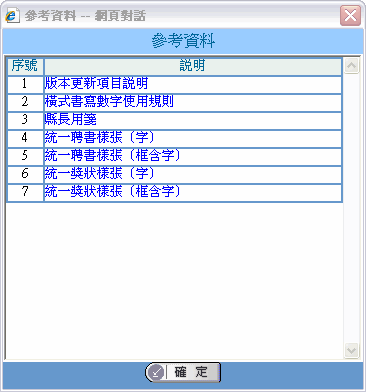 參考資料 -- 網頁對話
參考資料
序號 說明
1 版本更新項目說明
2 橫式書寫數字使用規則
3 縣長用箋
4 統一聘書樣張〔字〕
5 統一聘書樣張〔框含字〕
6 統一獎狀樣張〔字〕
7 統一獎狀樣張〔框含字〕
確 定